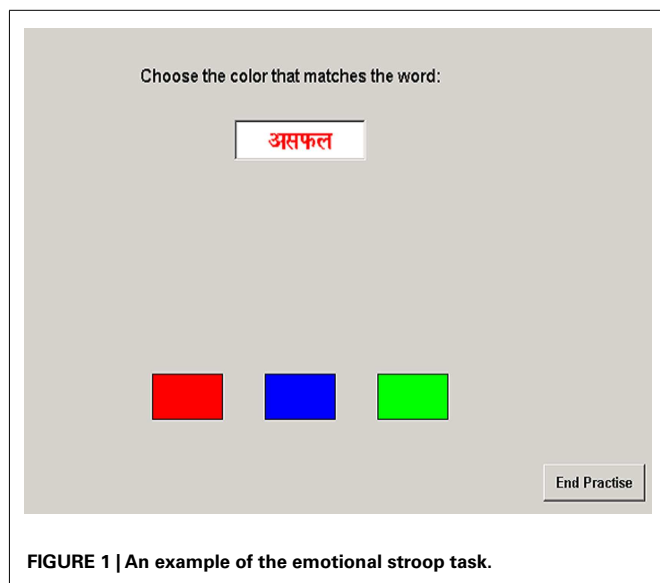 Choose the color that matches the word:
असफल
End Practise
FIGURE 1 | An example of the emotional stroop task.